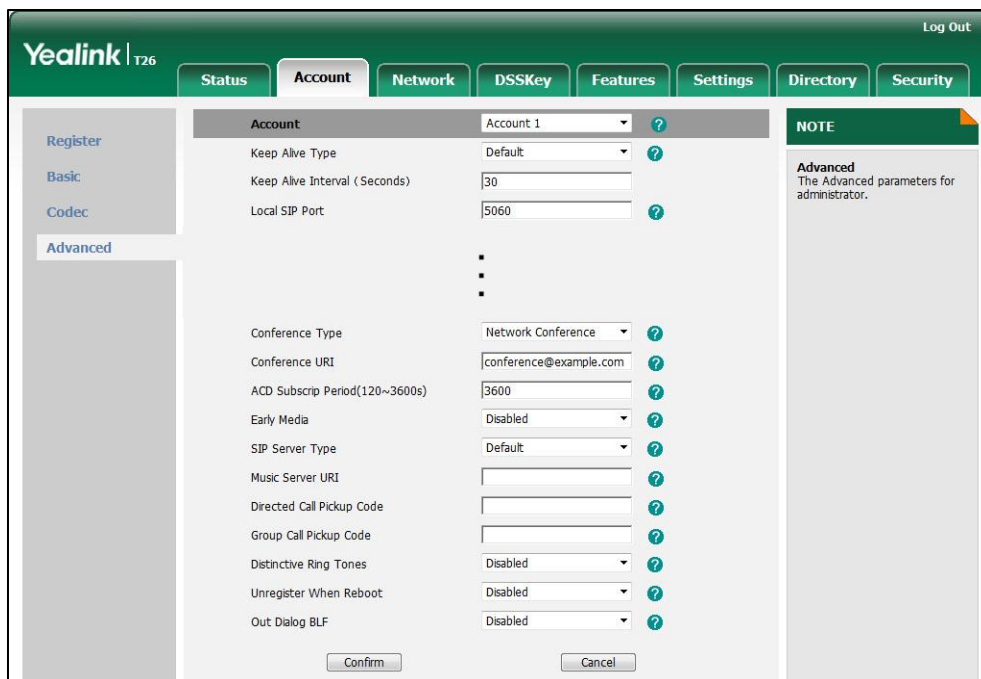 Log Out
Yealink T26
Status Account Network DSSKey Features Settings Directory Security
Register
Basic
Codec
Advanced
Account Account 1 ?
Keep Alive Type Default ?
Keep Alive Interval (Seconds) 30
Local SIP Port 5060 ?
Conference Type Network Conference ?
Conference URI conference@example.com ?
ACD Subscrip Period(120~3600s) 3600 ?
Early Media Disabled ?
SIP Server Type Default ?
Music Server URI ?
Directed Call Pickup Code ?
Group Call Pickup Code ?
Distinctive Ring Tones Disabled ?
Unregister When Reboot Disabled ?
Out Dialog BLF Disabled ?
Confirm Cancel
NOTE
Advanced
The Advanced parameters for
administrator.